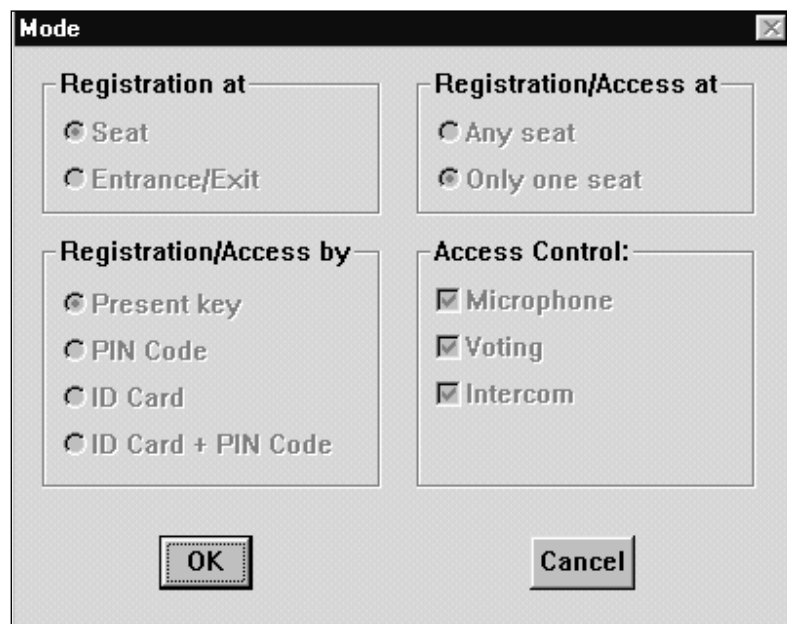 Mode
Registration at
Seat
Entrance/Exit
Registration/Access at
Any seat
Only one seat
Registration/Access by
Present key
PIN Code
ID Card
ID Card + PIN Code
Access Control:
Microphone
Voting
Intercom
OK
Cancel